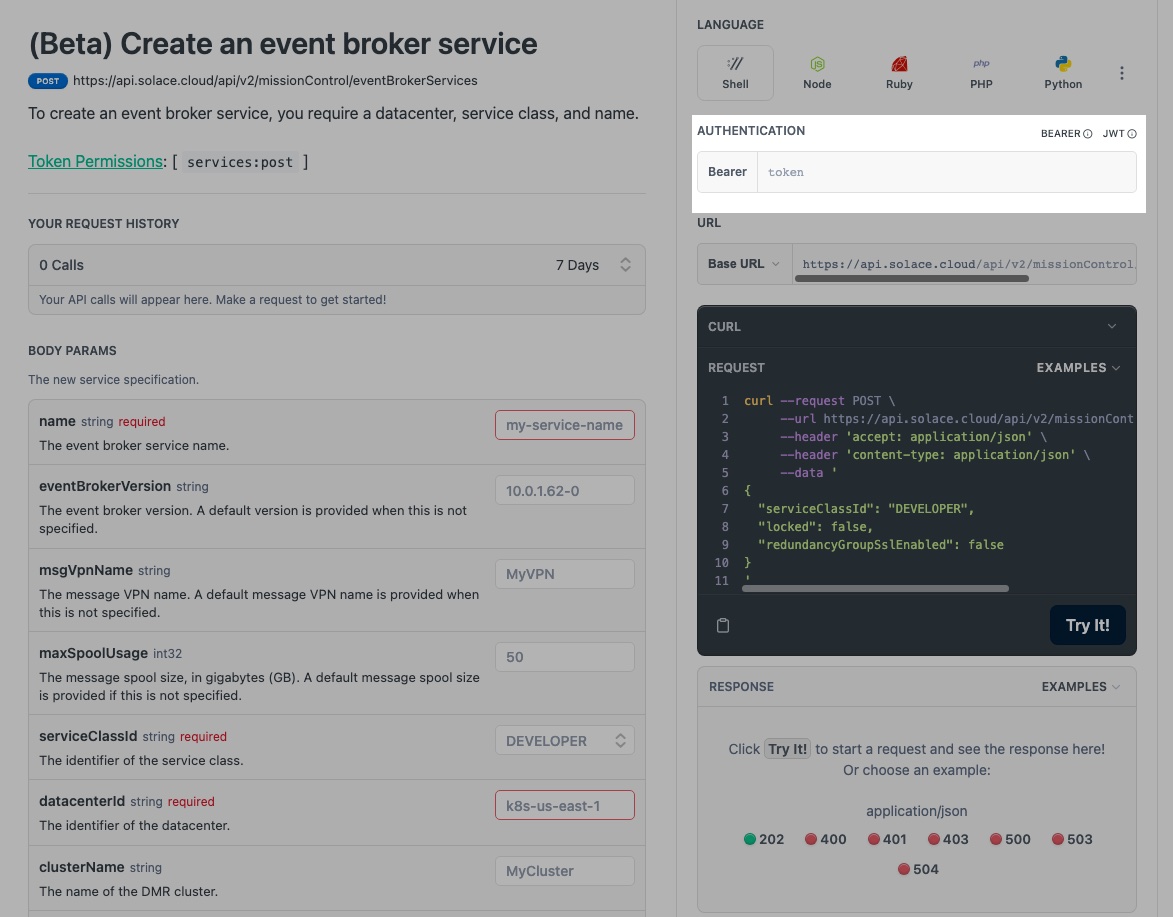 (Beta) Create an event broker service
POST https://api.solace.cloud/api/v2/missionControl/eventBrokerServices
To create an event broker service, you require a datacenter, service class, and name.
Token Permissions: [ services:post ]
YOUR REQUEST HISTORY
0 Calls 7 Days
Your API calls will appear here. Make a request to get started!
BODY PARAMS
The new service specification.
name string required
my-service-name
The event broker service name.
eventBrokerVersion string
10.0.1.62-0
The event broker version. A default version is provided when this is not
specified.
msgVpnName string
MyVPN
The message VPN name. A default message VPN name is provided when
this is not specified.
maxSpoolUsage int32
50
The message spool size, in gigabytes (GB). A default message spool size
is provided if this is not specified.
serviceClassId string required
DEVELOPER
The identifier of the service class.
datacenterId string required
k8s-us-east-1
The identifier of the datacenter.
clusterName string
MyCluster
The name of the DMR cluster.
LANGUAGE
Shell Node Ruby php PHP Python
AUTHENTICATION BEARER JWT
Bearer token
URL
Base URL https://api.solace.cloud/api/v2/missionControl
CURL
REQUEST EXAMPLES
1 curl --request POST \
2 --url https://api.solace.cloud/api/v2/missionCont
3 --header 'accept: application/json' \
4 --header 'content-type: application/json' \
5 --data '
6 {
7 "serviceClassId": "DEVELOPER",
8 "locked": false,
9 "redundancyGroupSslEnabled": false
10 }
11 '
Try It!
RESPONSE EXAMPLES
Click Try It! to start a request and see the response here!
Or choose an example:
application/json
202 400 401 403 500 503
504